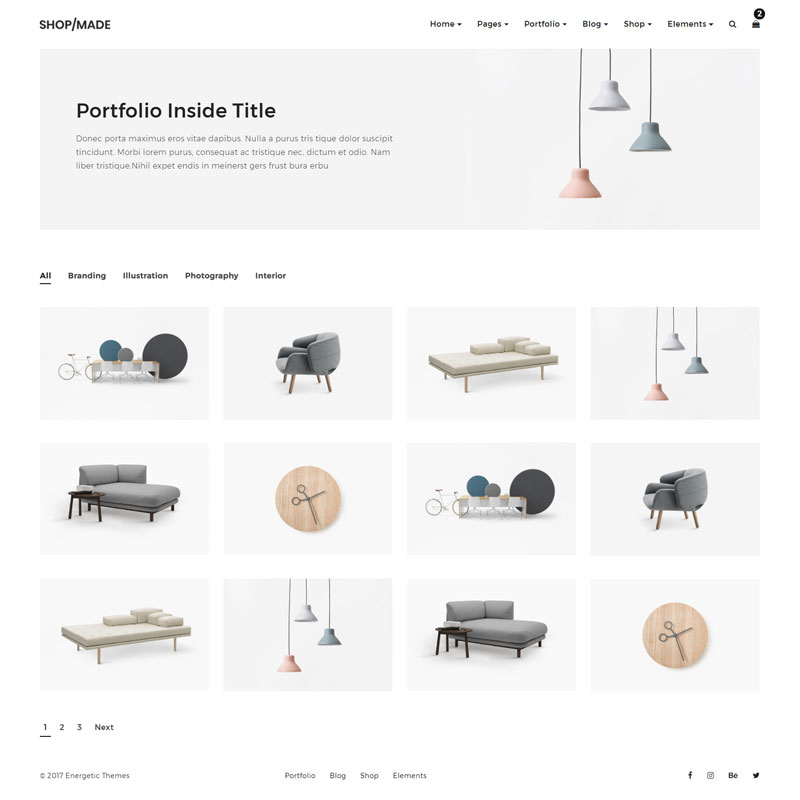 SHOP/MADE
Home Pages Portfolio Blog Shop Elements 2
Portfolio Inside Title
Donec porta maximus eros vitae dapibus. Nulla a purus tris tique dolor suscipit
tincidunt. Morbi lorem purus, consequat ac tristique nec, dictum et odio. Nam
liber tristique Nihil expet endis in meinerst gers frust bura erbu
All Branding Illustration Photography Interior
1 2 3 Next
© 2017 Energetic Themes Portfolio Blog Shop Elements Bē